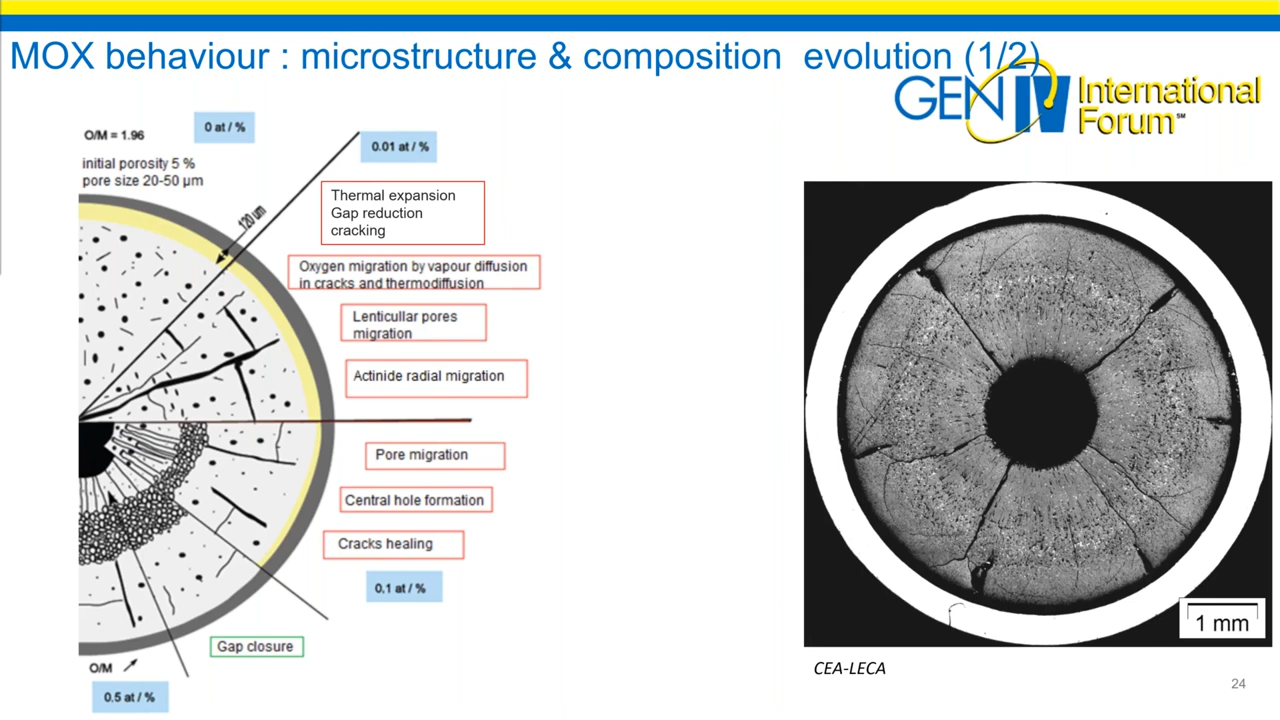 MOX behaviour : microstructure & composition evolution (1/2)
GEN IV International
Forum SM
O/M = 1.96
0 at / %
0.01 at / %
initial porosity 5 %
pore size 20-50 µm
120 um
Thermal expansion
Gap reduction
cracking
Oxygen migration by vapour diffusion
in cracks and thermodiffusion
Lenticullar pores
migration
Actinide radial migration
Pore migration
Central hole formation
Cracks healing
0.1 at / %
Gap closure
O/M
0.5 at / %
1 mm
CEA-LECA
24